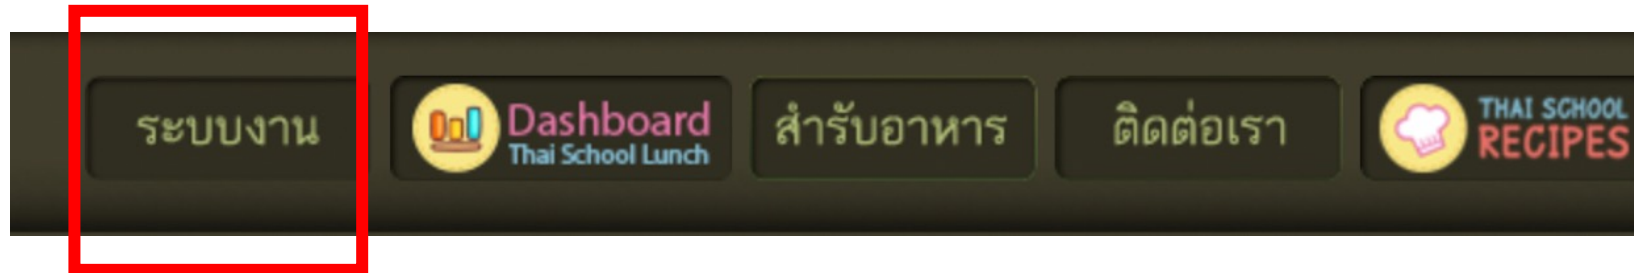 ระบบงาน
Dashboard
Thai School Lunch
สำรับอาหาร
ติดต่อเรา
THAI SCHOOL
RECIPES